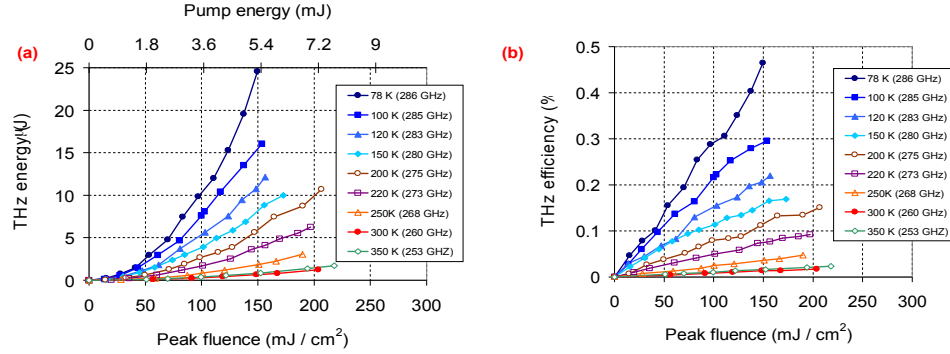 Pump energy (mJ)
0 1.8 3.6 5.4 7.2 9
(a)
THz energy (µJ)
25
20
15
10
5
0
0 50 100 150 200 250 300
Peak fluence (mJ / cm²)
78 K (286 GHz)
100 K (285 GHz)
120 K (283 GHz)
150 K (280 GHz)
200 K (275 GHz)
220 K (273 GHz)
250K (268 GHz)
300 K (260 GHz)
350 K (253 GHZ)
(b)
THz efficiency (%
0.5
0.4
0.3
0.2
0.1
0
0 100 200 300
Peak fluence (mJ / cm²)
78 K (286 GHz)
100 K (285 GHz)
120 K (283 GHz)
150 K (280 GHz)
200 K (275 GHz)
220 K (273 GHz)
250K (268 GHz)
300 K (260 GHz)
350 K (253 GHZ)